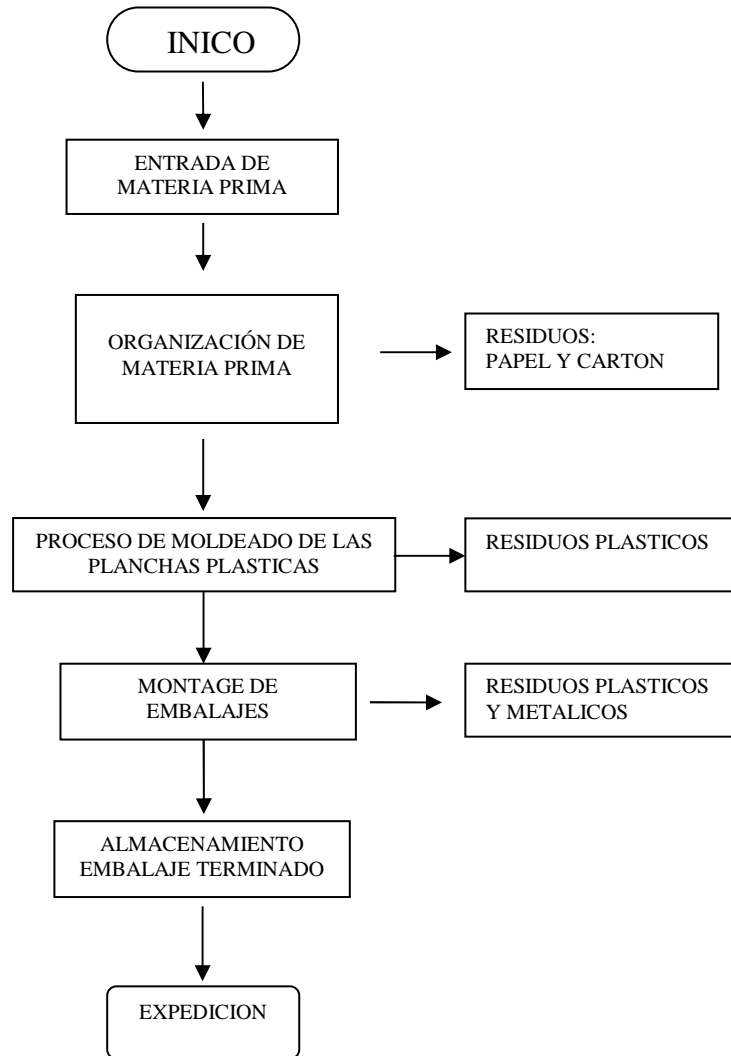 INICO
ENTRADA DE
MATERIA PRIMA
ORGANIZACIÓN DE
MATERIA PRIMA
RESIDUOS:
PAPEL Y CARTON
PROCESO DE MOLDEADO DE LAS
PLANCHAS PLASTICAS
RESIDUOS PLASTICOS
MONTAGE DE
EMBALAJES
RESIDUOS PLASTICOS
Y METALICOS
ALMACENAMIENTO
EMBALAJE TERMINADO
EXPEDICION